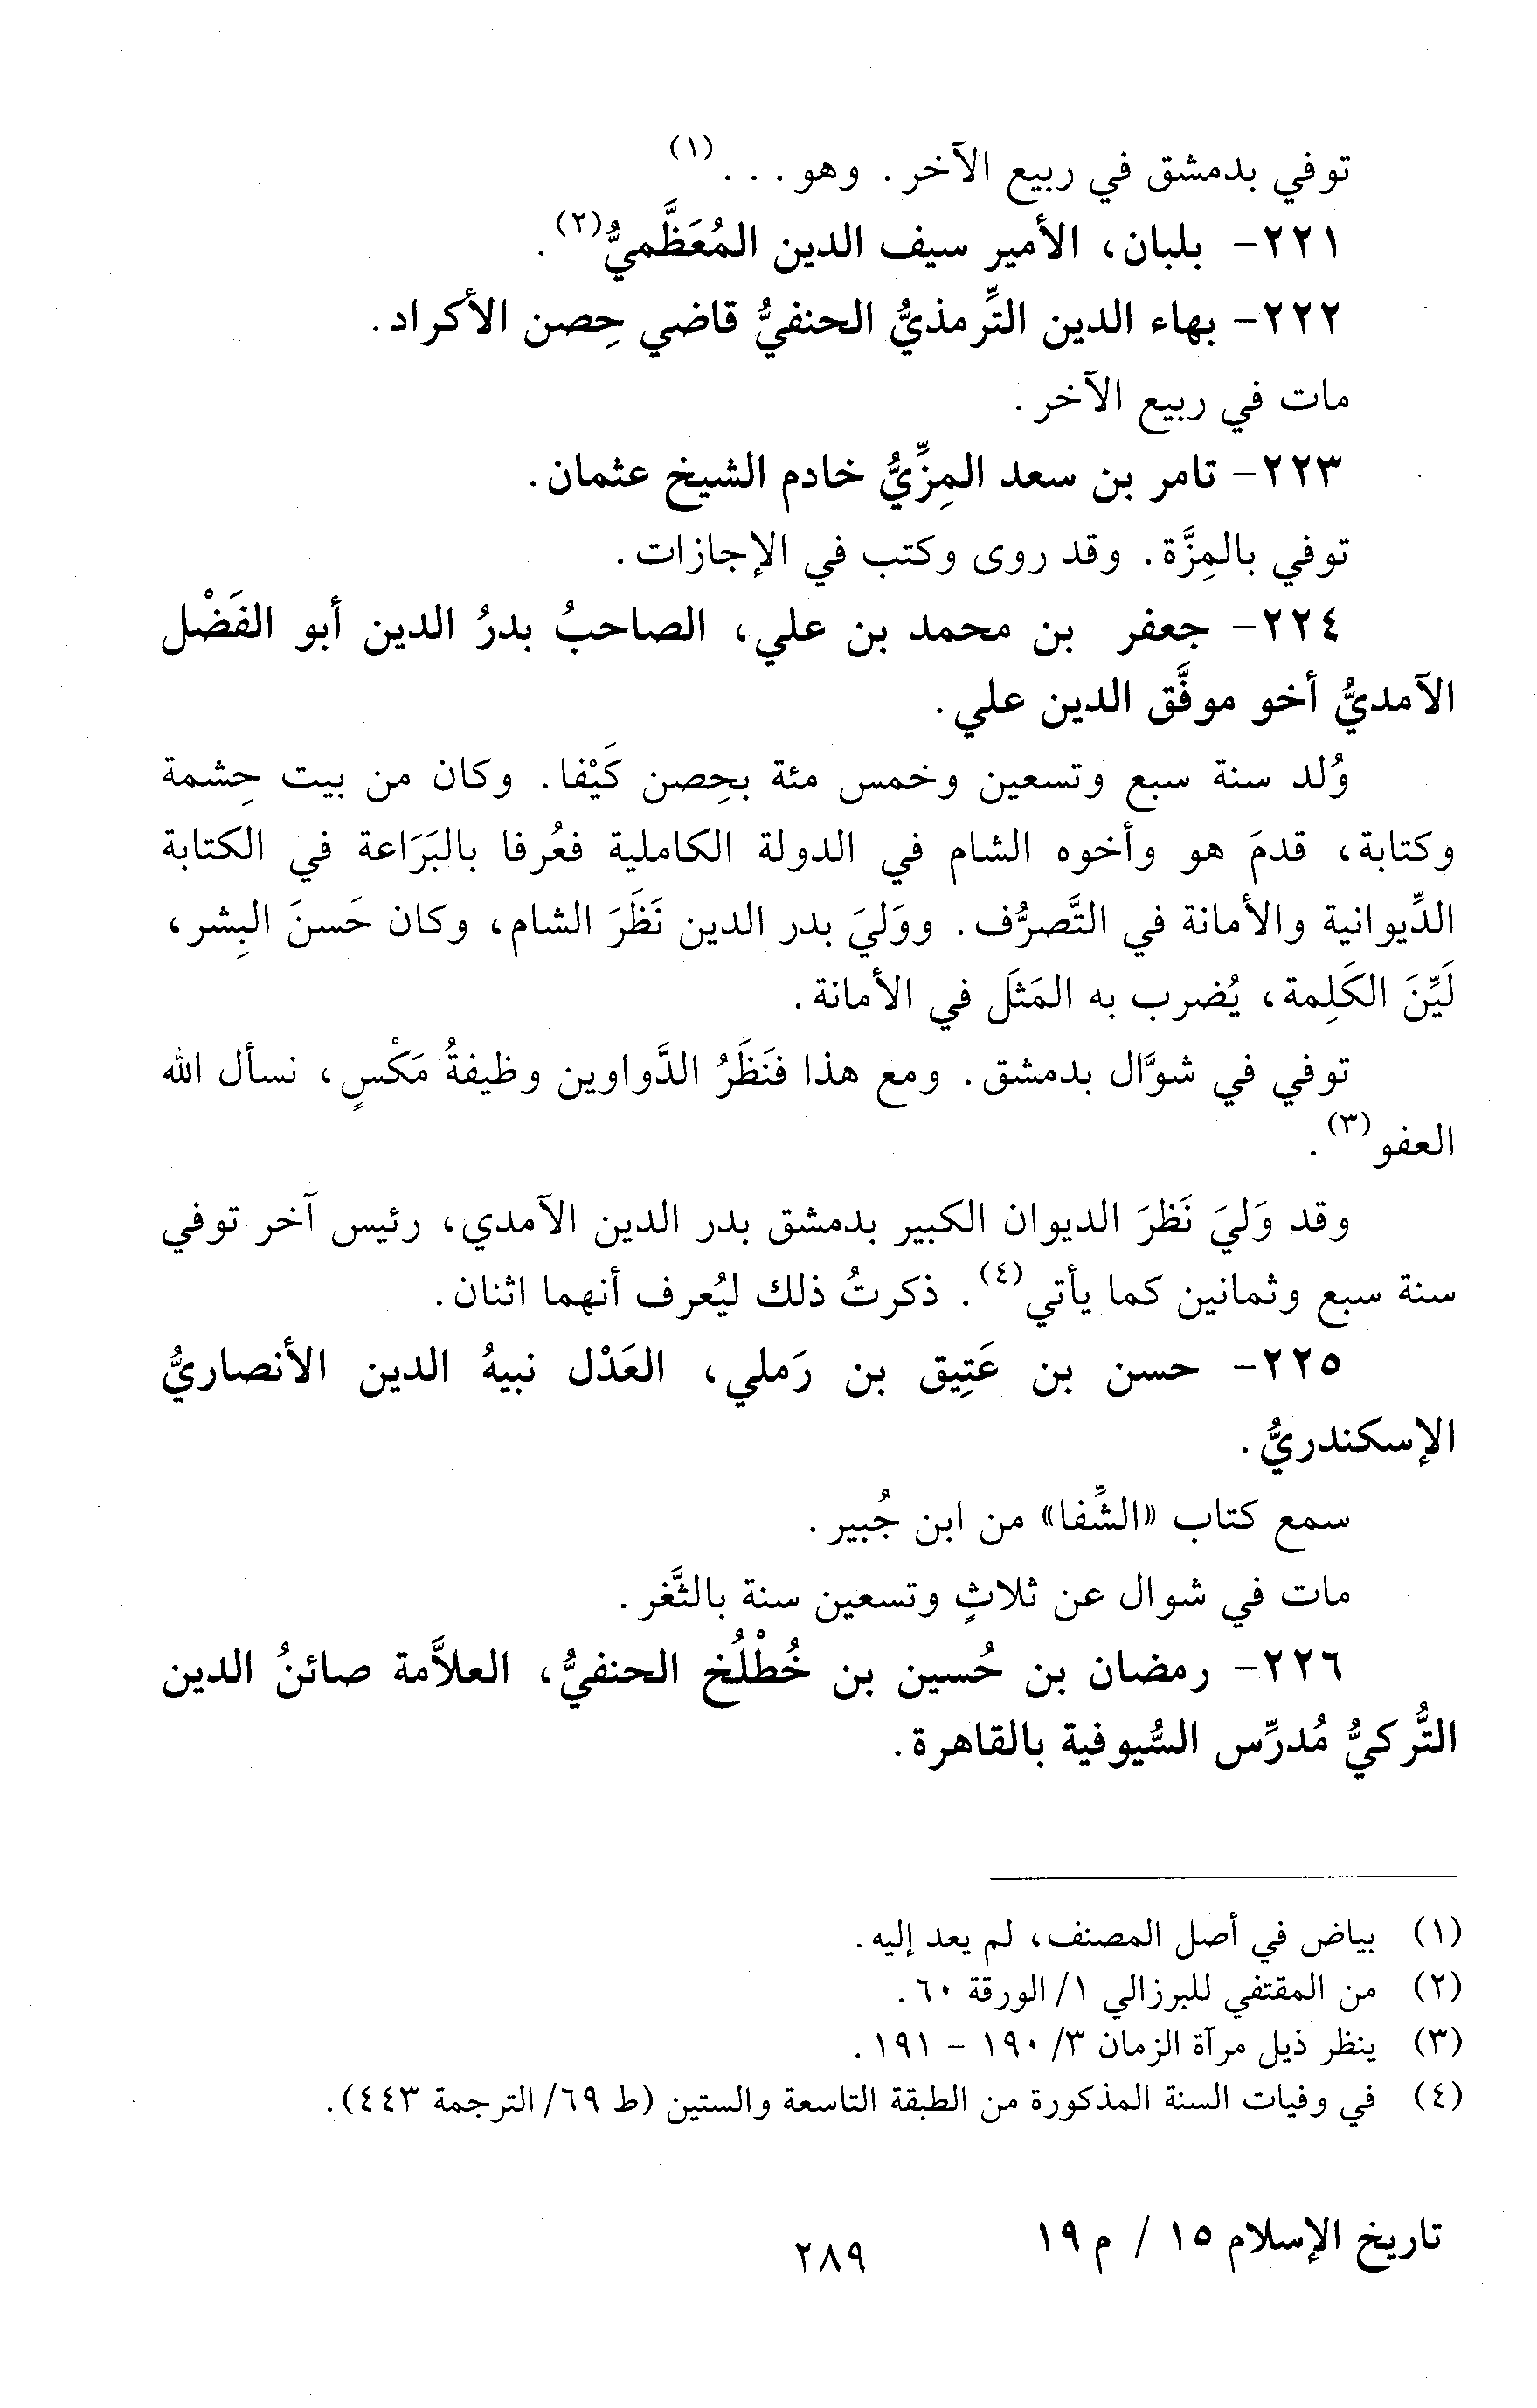 توفي بدمشق في ربيع الآخر. وهو...(١)
٢٢١- بلبان، الأمير سيف الدين المُعَظَّميُّ(٢).
٢٢٢- بهاء الدين التِّرمذيُّ الحنفيُّ قاضي حِصن الأكراد.
مات في ربيع الآخر.
٢٢٣- تامر بن سعد المِزِّيُّ خادم الشيخ عثمان.
توفي بالمِزَّة. وقد روى وكتب في الإجازات.
٢٢٤- جعفر بن محمد بن علي، الصاحبُ بدرُ الدين أبو الفَضْل
الآمديُّ أخو موفَّق الدين علي.
وُلد سنة سبع وتسعين وخمس مئة بحِصن كَيْفا. وكان من بيت حِشمة
وكتابة، قدمَ هو وأخوه الشام في الدولة الكاملية فعُرفا بالبَرَاعة في الكتابة
الدِّيوانية والأمانة في التَّصرُّف. ووَليَ بدر الدين نَظَرَ الشام، وكان حَسنَ البِشر،
لَيِّنَ الكَلِمة، يُضرب به المَثَل في الأمانة.
توفي في شوَّال بدمشق. ومع هذا فنَظَرُ الدَّواوين وظيفةُ مَكْسٍ، نسأل الله
العفو(٣).
وقد وَليَ نَظرَ الديوان الكبير بدمشق بدر الدين الآمدي، رئيس آخر توفي
سنة سبع وثمانين كما يأتي(٤). ذكرتُ ذلك ليُعرف أنهما اثنان.
٢٢٥- حسن بن عَتِيق بن رَملي، العَدْل نبيهُ الدين الأنصاريُّ
الإسكندريُّ.
سمع كتاب «الشِّفا» من ابن جُبير.
مات في شوال عن ثلاثٍ وتسعين سنة بالثَّغر.
٢٢٦- رمضان بن حُسين بن خُطْلُخ الحنفيُّ، العلاَّمة صائنُ الدين
التُّركيُّ مُدرِّس السُّيوفية بالقاهرة.
(١) بياض في أصل المصنف، لم يعد إليه.
(٢) من المقتفي للبرزالي ١/ الورقة ٦٠.
(٣) ينظر ذيل مرآة الزمان ٣/ ١٩٠ - ١٩١.
(٤) في وفيات السنة المذكورة من الطبقة التاسعة والستين (ط ٦٩/ الترجمة ٤٤٣).
تاريخ الإسلام ١٥ / م ١٩
٢٨٩